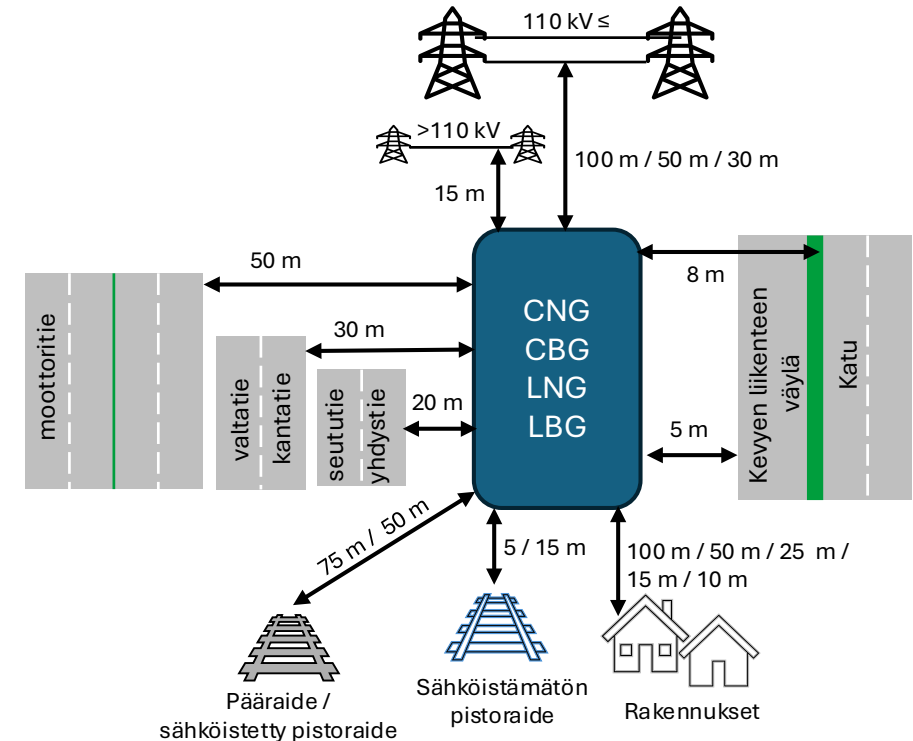 110 kV ≤
>110 kV
100 m / 50 m / 30 m
15 m
50 m
8 m
30 m
20 m
5 m
moottoritie
valtatie
kantatie
seututie
yhdystie
CNG
CBG
LNG
LBG
Kevyen liikenteen
väylä
Katu
75 m / 50 m
5 / 15 m
100 m / 50 m / 25 m /
15 m / 10 m
Pääraide /
sähköistetty pistoraide
Sähköistämätön
pistoraide
Rakennukset